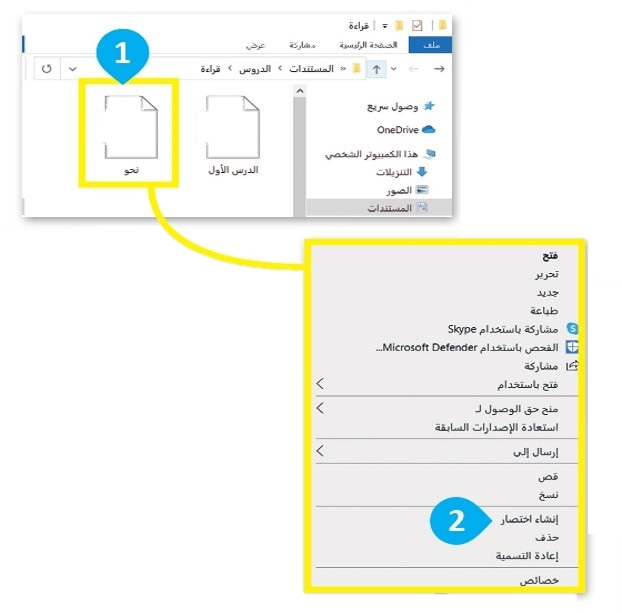 قراءة
ملف الصفحة الرئيسية مشاركة عرض
« المستندات › الدروس › قراءة
1
وصول سريع
OneDrive
هذا الكمبيوتر الشخصي
التنزيلات
الصور
المستندات
الدرس الأول
نحو
فتح
تحرير
جديد
طباعة
مشاركة باستخدام Skype
الفحص باستخدام Microsoft Defender...
مشاركة
فتح باستخدام
منح حق الوصول لـ
استعادة الإصدارات السابقة
إرسال إلى
قص
نسخ
2
إنشاء اختصار
حذف
إعادة التسمية
خصائص